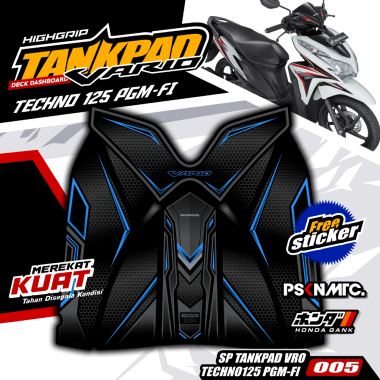 HIGHGRIP
TANKPAD
DECK DASHBOARD
VARIO
TECHNO 125 PGM-FI
VARIO
HONDA
Free
sticker
MEREKAT
KUAT
Tahan Disegala Kondisi
PSKNMTC.
ホンダ
HONDA GANK
SP TANKPAD VRO
TECHNO125 PGM-FI
005